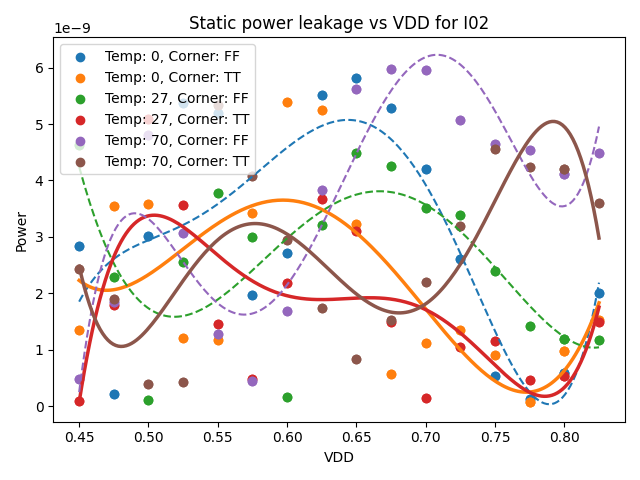 Static power leakage vs VDD for I02
1e−9
Temp: 0, Corner: FF
Temp: 0, Corner: TT
Temp: 27, Corner: FF
Temp: 27, Corner: TT
Temp: 70, Corner: FF
Temp: 70, Corner: TT
6
5
4
3
2
1
0
Power
0.45 0.50 0.55 0.60 0.65 0.70 0.75 0.80
VDD